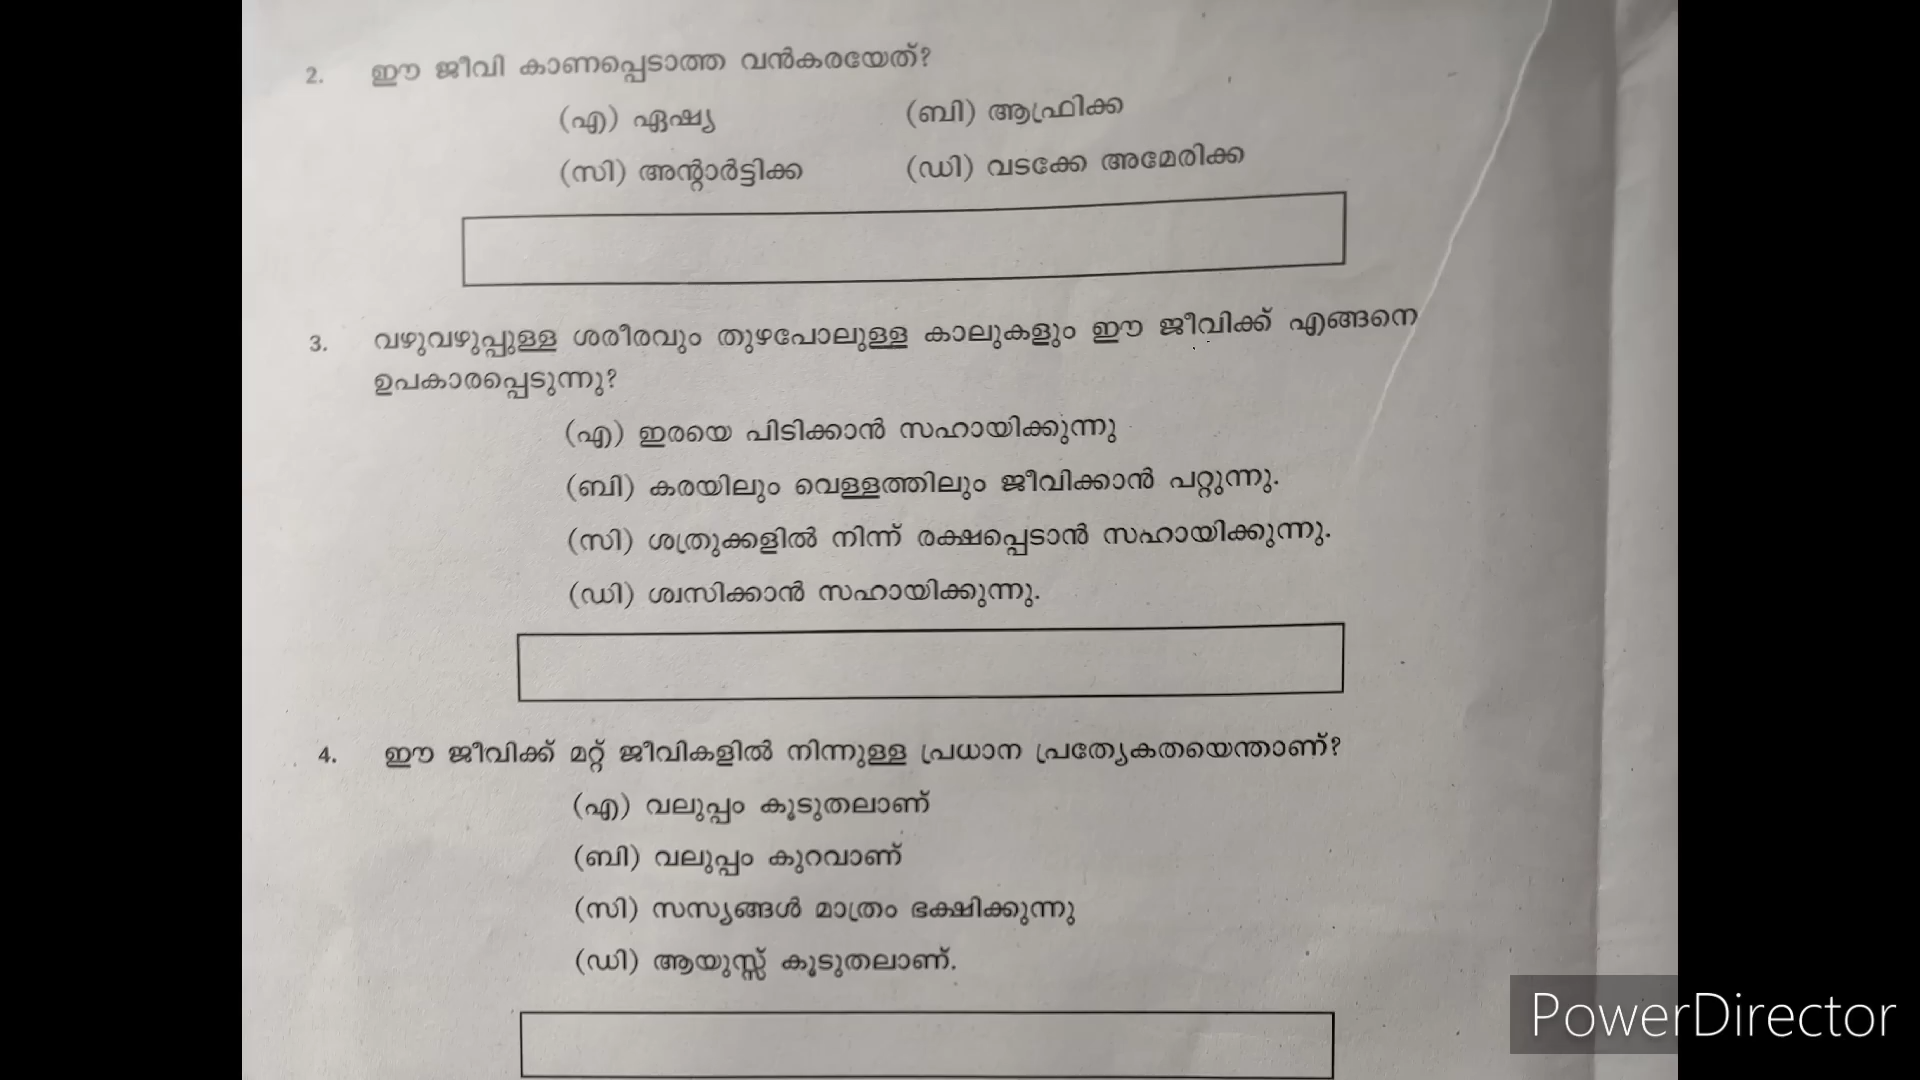 2. ഈ ജീവി കാണപ്പെടാത്ത വൻകരയേത്?
(എ) ഏഷ്യ (ബി) ആഫ്രിക്ക
(സി) അന്റാർട്ടിക്ക (ഡി) വടക്കേ അമേരിക്ക
3. വഴുവഴുപ്പുള്ള ശരീരവും തുഴപോലുള്ള കാലുകളും ഈ ജീവിക്ക് എങ്ങനെ
ഉപകാരപ്പെടുന്നു?
(എ) ഇരയെ പിടിക്കാൻ സഹായിക്കുന്നു
(ബി) കരയിലും വെള്ളത്തിലും ജീവിക്കാൻ പറ്റുന്നു.
(സി) ശത്രുക്കളിൽ നിന്ന് രക്ഷപ്പെടാൻ സഹായിക്കുന്നു.
(ഡി) ശ്വസിക്കാൻ സഹായിക്കുന്നു.
4. ഈ ജീവിക്ക് മറ്റ് ജീവികളിൽ നിന്നുള്ള പ്രധാന പ്രത്യേകതയെന്താണ്?
(എ) വലുപ്പം കൂടുതലാണ്
(ബി) വലുപ്പം കുറവാണ്
(സി) സസ്യങ്ങൾ മാത്രം ഭക്ഷിക്കുന്നു
(ഡി) ആയുസ്സ് കൂടുതലാണ്.
PowerDirector